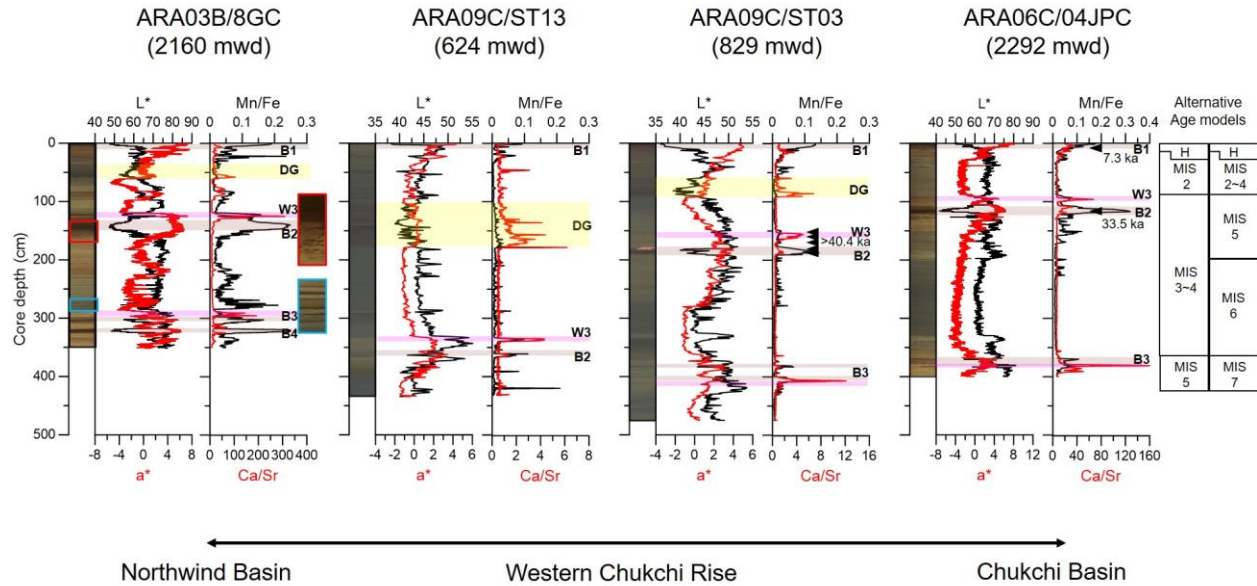 ARA03B/8GC
(2160 mwd)
ARA09C/ST13
(624 mwd)
ARA09C/ST03
(829 mwd)
ARA06C/04JPC
(2292 mwd)
L*
Mn/Fe
40 50 60 70 80 90
0 0.1 0.2 0.3
L*
Mn/Fe
35 40 45 50 55
0 0.1 0.2 0.3
L*
Mn/Fe
35 40 45 50 55
0 0.1 0.2 0.3
L*
Mn/Fe
40 50 60 70 80 90
0 0.1 0.2 0.3 0.4
Alternative
Age models
Core depth (cm)
0
100
200
300
400
500
B1
DG
W3
B2
B3
B4
B1
DG
W3
B2
B1
DG
W3
>40.4 ka
B2
B3
B1
7.3 ka
W3
B2
33.5 ka
B3
H
MIS
2
MIS
3~4
MIS
5
H
MIS
2~4
MIS
5
MIS
6
MIS
7
-8 -4 0 4 8
0 100 200 300 400
a*
Ca/Sr
-4 -2 0 2 4 6
0 2 4 6 8
a*
Ca/Sr
-4 -2 0 2 4 6
0 4 8 12 16
a*
Ca/Sr
-8 -4 0 4 8 12
0 40 80 120 160
a*
Ca/Sr
Northwind Basin
Western Chukchi Rise
Chukchi Basin